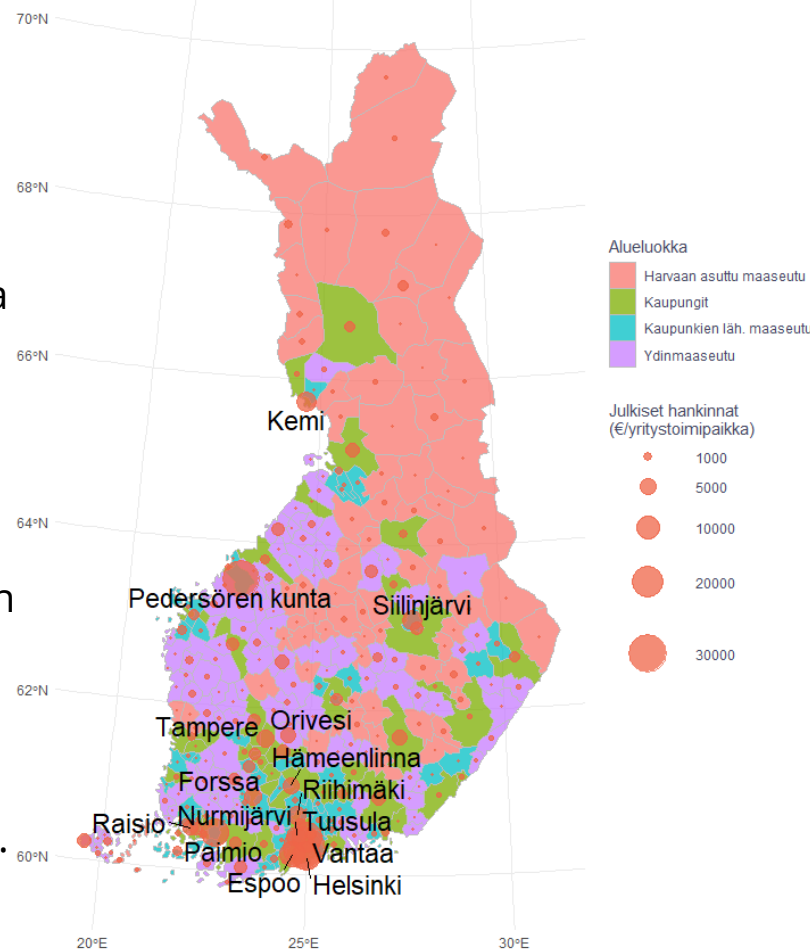 70°N
68°N
a
66°N
Kemi
64°N
n
Pedersören kunta
Siilinjärvi
62°N
Tampere
Orivesi
Hämeenlinna
Forssa
Riihimäki
Nurmijärvi
Tuusula
Raisio
Paimio
Vantaa
.
60°N
Espoo
Helsinki
20°E
25°E
30°E
Alueluokka
Harvaan asuttu maaseutu
Kaupungit
Kaupunkien läh. maaseutu
Ydinmaaseutu
Julkiset hankinnat
(€/yritystoimipaikka)
1000
5000
10000
20000
30000